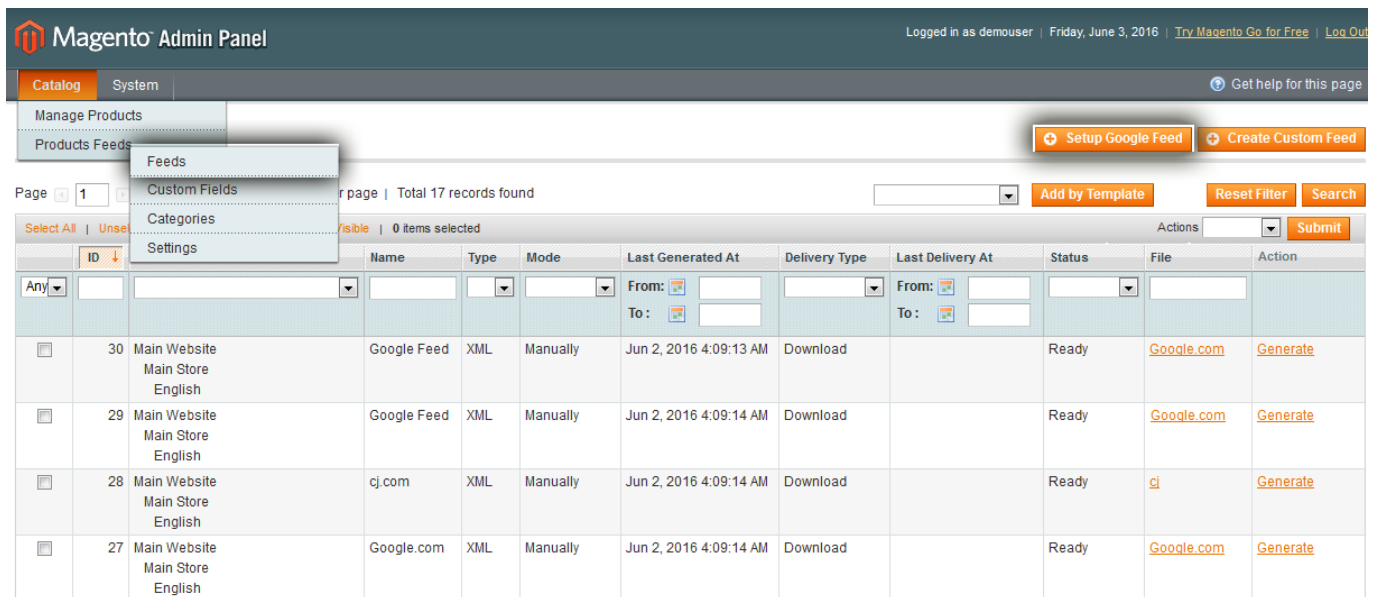 Magento Admin Panel
Logged in as demouser | Friday, June 3, 2016 | Try Magento Go for Free | Log Out
Catalog System Get help for this page
Manage Products
Products Feeds
Setup Google Feed Create Custom Feed
Feeds
Custom Fields
Categories
Settings
Page 1 page | Total 17 records found Add by Template Reset Filter Search
Select All | 0 items selected Actions Submit
ID Name Type Mode Last Generated At Delivery Type Last Delivery At Status File Action
Any From: From:
To : To :
30 Main Website Google Feed XML Manually Jun 2, 2016 4:09:13 AM Download Ready Google.com Generate
Main Store
English
29 Main Website Google Feed XML Manually Jun 2, 2016 4:09:14 AM Download Ready Google.com Generate
Main Store
English
28 Main Website cj.com XML Manually Jun 2, 2016 4:09:14 AM Download Ready cj Generate
Main Store
English
27 Main Website Google.com XML Manually Jun 2, 2016 4:09:14 AM Download Ready Google.com Generate
Main Store
English